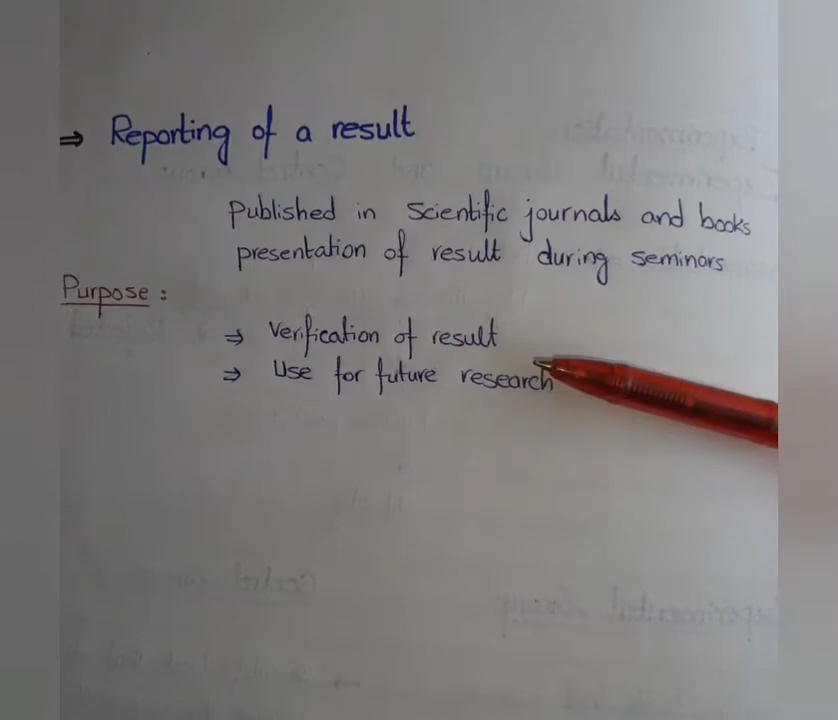 ⇒ Reporting of a result
Published in scientific journals and books
presentation of result during seminors
Purpose :
⇒ Verification of result
⇒ Use for future research